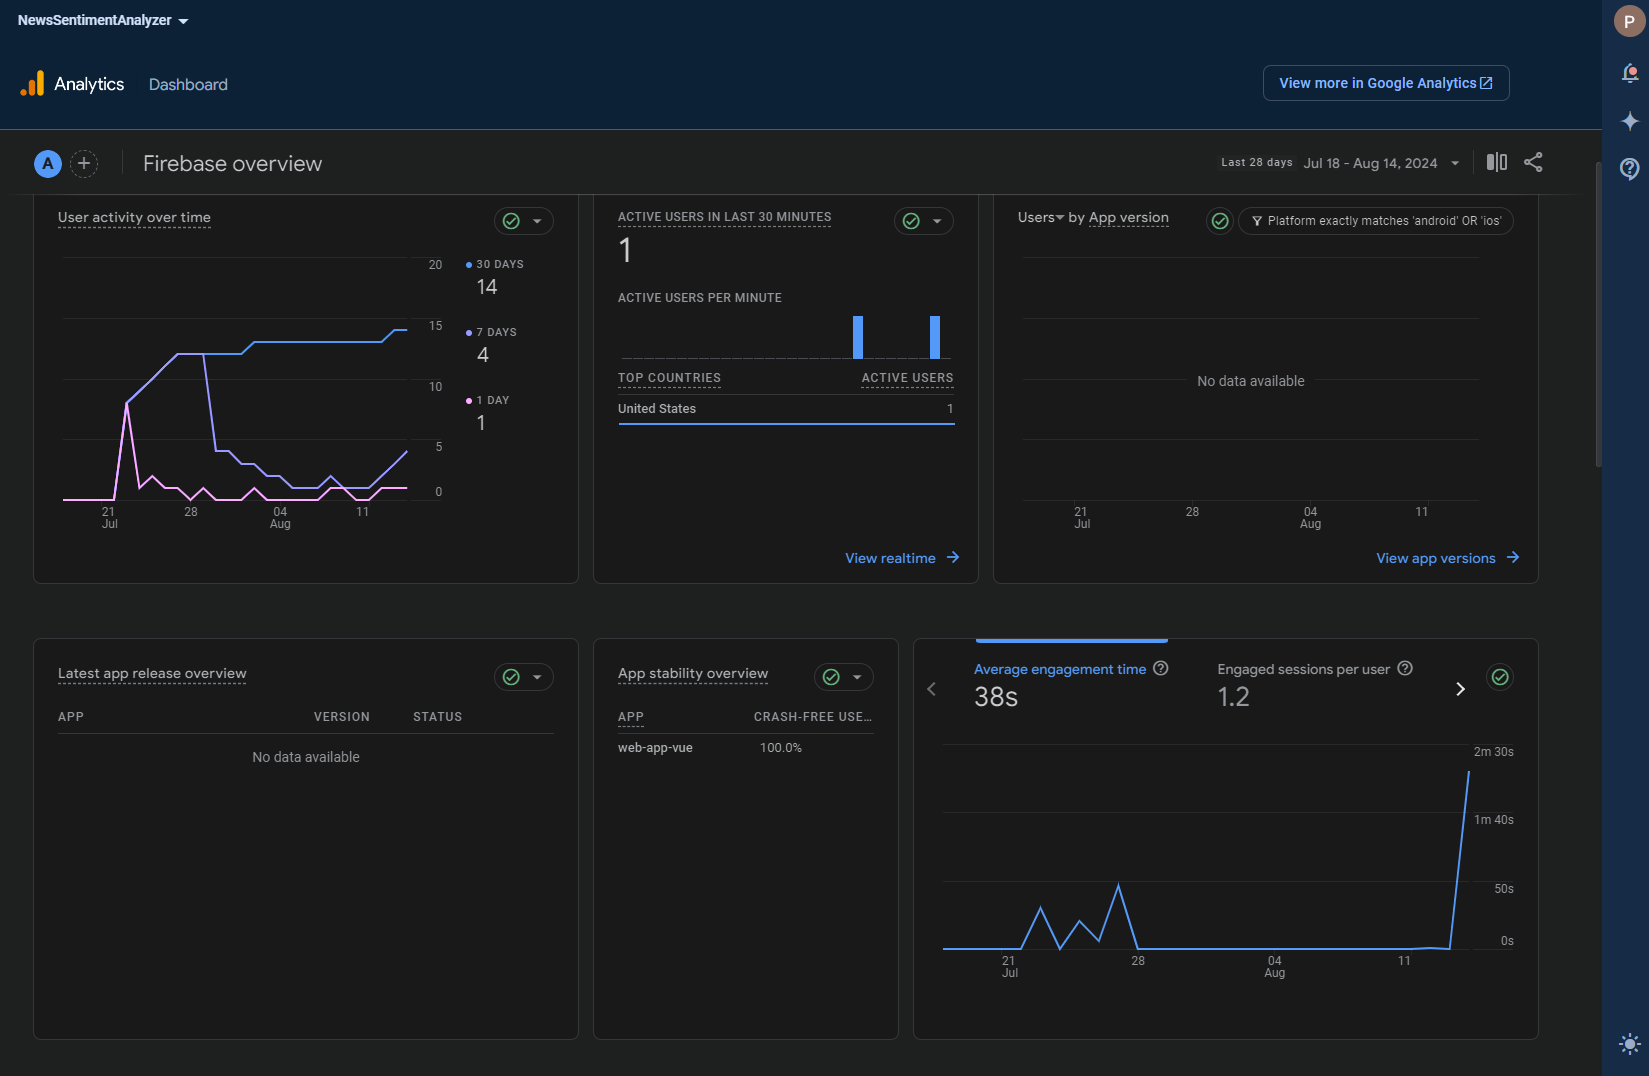 NewsSentimentAnalyzer
P
Analytics
Dashboard
View more in Google Analytics
A
Firebase overview
Last 28 days Jul 18 - Aug 14, 2024
User activity over time
20
15
10
5
0
21
Jul
28
04
Aug
11
30 DAYS
14
7 DAYS
4
1 DAY
1
ACTIVE USERS IN LAST 30 MINUTES
1
ACTIVE USERS PER MINUTE
TOP COUNTRIES ACTIVE USERS
United States 1
View realtime
Users by App version
Platform exactly matches 'android' OR 'ios'
No data available
21
Jul
28
04
Aug
11
View app versions
Latest app release overview
APP VERSION STATUS
No data available
App stability overview
APP CRASH-FREE USE...
web-app-vue 100.0%
Average engagement time
38s
Engaged sessions per user
1.2
2m 30s
1m 40s
50s
0s
21
Jul
28
04
Aug
11